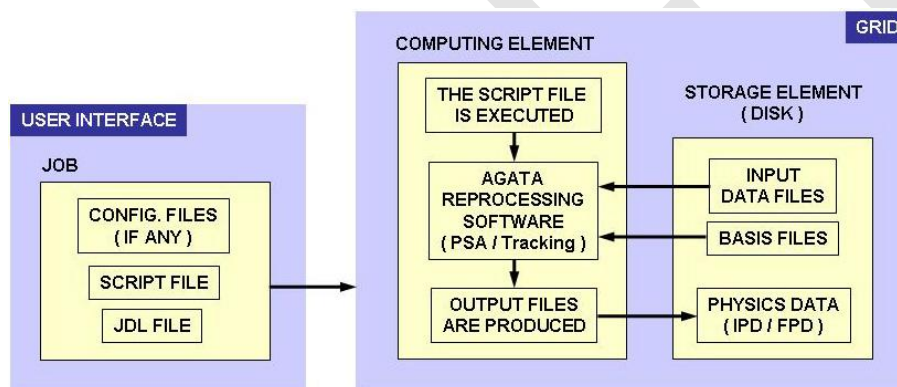 GRID
COMPUTING ELEMENT
THE SCRIPT FILE
IS EXECUTED
AGATA
REPROCESSING
SOFTWARE
( PSA / Tracking )
OUTPUT FILES
ARE PRODUCED
STORAGE ELEMENT
( DISK )
INPUT
DATA FILES
BASIS FILES
PHYSICS DATA
( IPD / FPD )
USER INTERFACE
JOB
CONFIG. FILES
( IF ANY )
SCRIPT FILE
JDL FILE